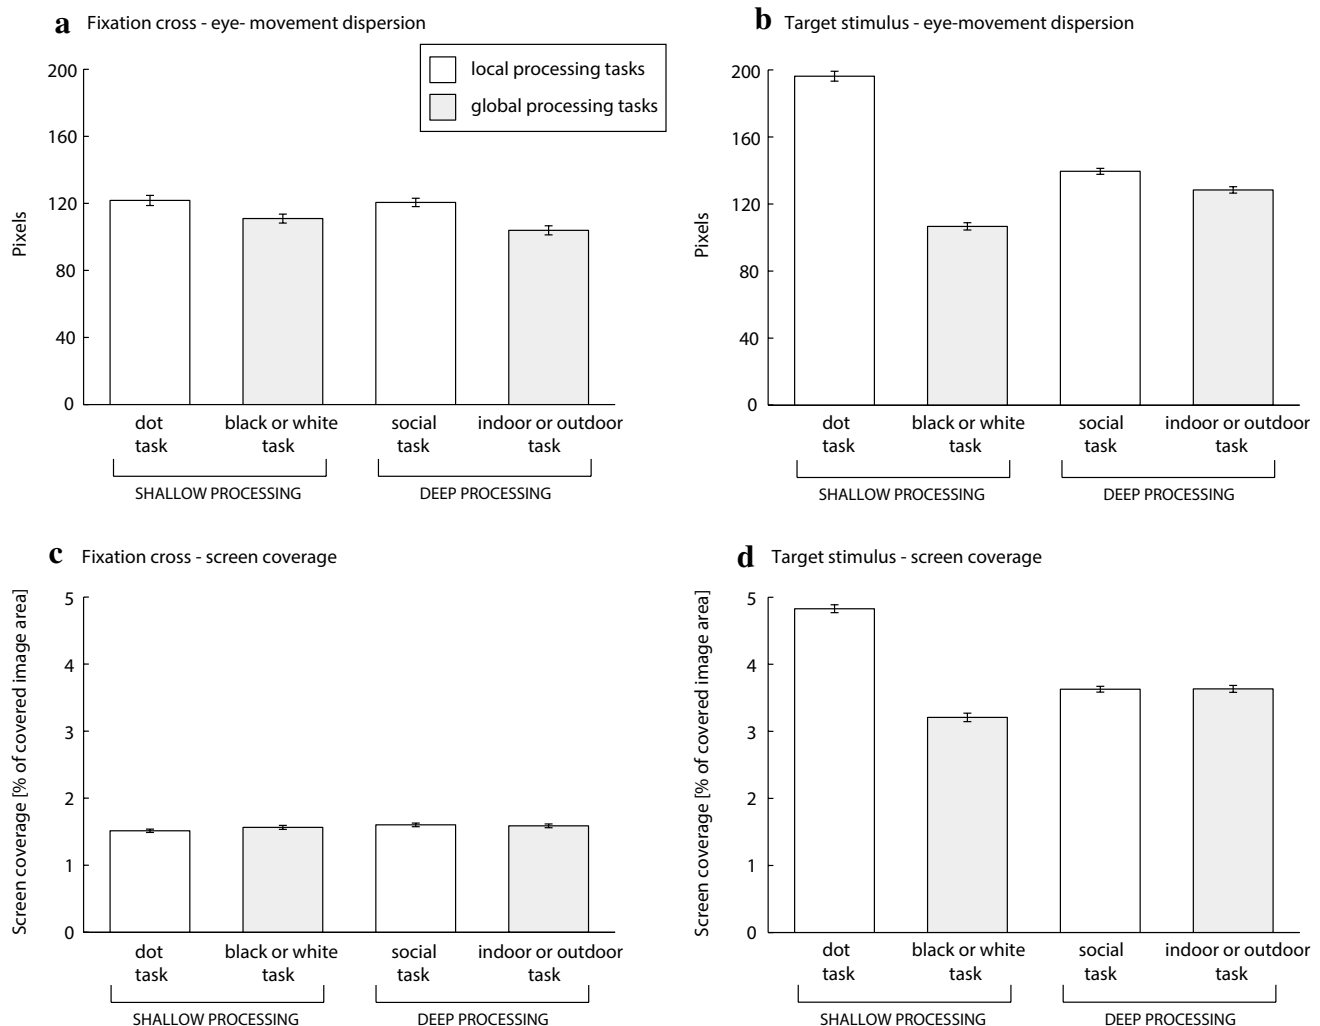 a Fixation cross - eye- movement dispersion
local processing tasks
global processing tasks
Pixels
200
160
120
80
40
0
dot
task
black or white
task
social
task
indoor or outdoor
task
SHALLOW PROCESSING
DEEP PROCESSING
b Target stimulus - eye-movement dispersion
Pixels
200
160
120
80
40
0
dot
task
black or white
task
social
task
indoor or outdoor
task
SHALLOW PROCESSING
DEEP PROCESSING
c Fixation cross - screen coverage
Screen coverage [% of covered image area]
5
4
3
2
1
0
dot
task
black or white
task
social
task
indoor or outdoor
task
SHALLOW PROCESSING
DEEP PROCESSING
d Target stimulus - screen coverage
Screen coverage [% of covered image area]
5
4
3
2
1
0
dot
task
black or white
task
social
task
indoor or outdoor
task
SHALLOW PROCESSING
DEEP PROCESSING